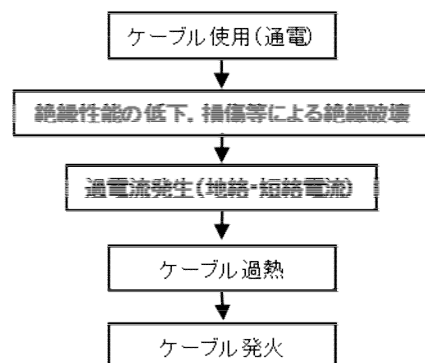 ケーブル使用(通電)
絶縁性能の低下,損傷等による絶縁破壊
過電流発生(地絡・短絡電流)
ケーブル過熱
ケーブル発火